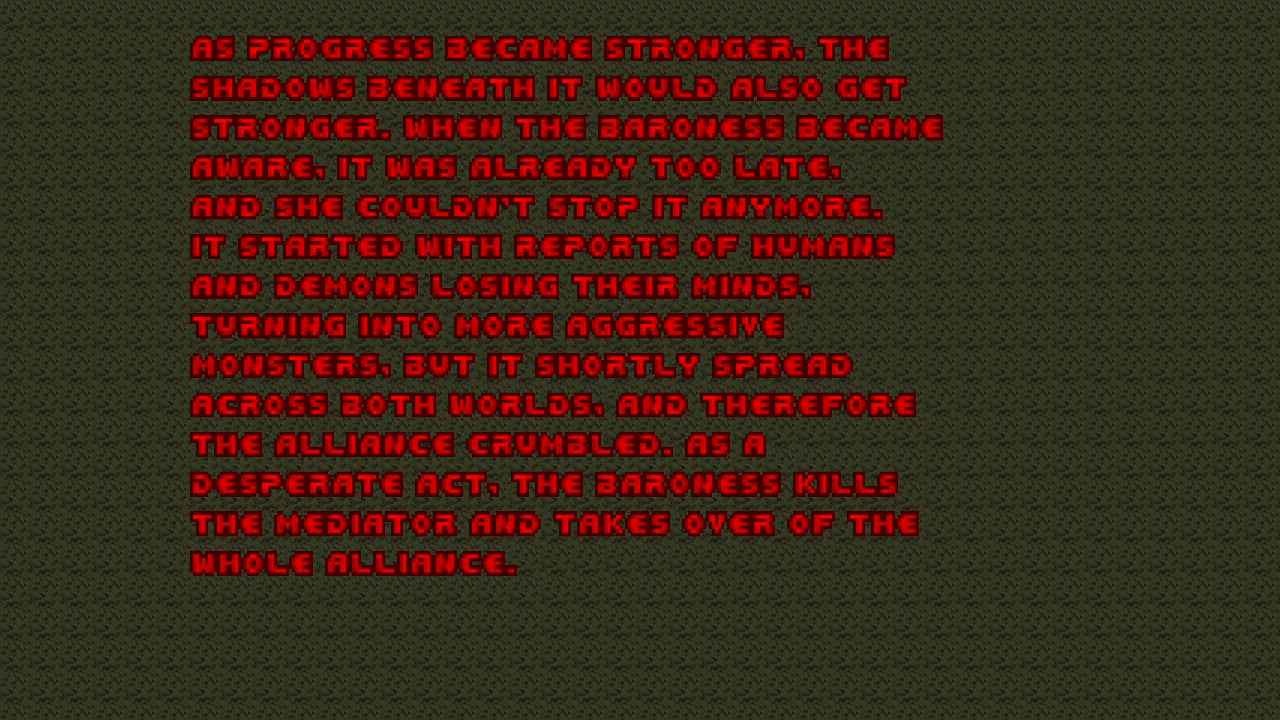 AS PROGRESS BECAME STRONGER, THE
SHADOWS BENEATH IT WOULD ALSO GET
STRONGER. WHEN THE BARONESS BECAME
AWARE, IT WAS ALREADY TOO LATE,
AND SHE COULDN'T STOP IT ANYMORE.
IT STARTED WITH REPORTS OF HUMANS
AND DEMONS LOSING THEIR MINDS,
TURNING INTO MORE AGGRESSIVE
MONSTERS, BUT IT SHORTLY SPREAD
ACROSS BOTH WORLDS, AND THEREFORE
THE ALLIANCE CRUMBLED. AS A
DESPERATE ACT, THE BARONESS KILLS
THE MEDIATOR AND TAKES OVER OF THE
WHOLE ALLIANCE.